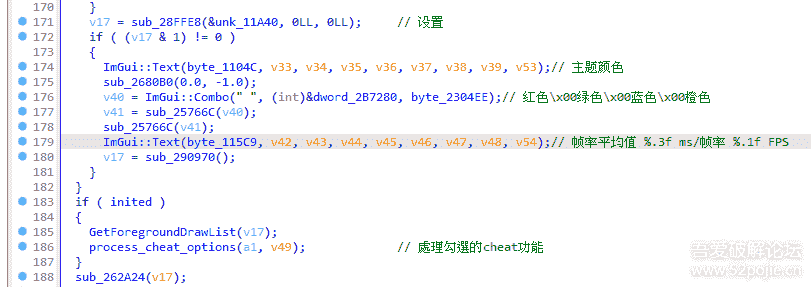 170 }
171 v17 = sub_28FFE8(&unk_11A40, 0LL, 0LL); // 设置
172 if ( (v17 & 1) != 0 )
173 {
174 ImGui::Text(byte_1104C, v33, v34, v35, v36, v37, v38, v39, v53);// 主题颜色
175 sub_2680B0(0.0, -1.0);
176 v40 = ImGui::Combo(" ", (int)&dword_2B7280, byte_2304EE);// 红色\x00绿色\x00蓝色\x00橙色
177 v41 = sub_25766C(v40);
178 sub_25766C(v41);
179 ImGui::Text(byte_115C9, v42, v43, v44, v45, v46, v47, v48, v54);// 帧率平均值 %.3f ms/帧率 %.1f FPS
180 v17 = sub_290970();
181 }
182 }
183 if ( inited )
184 {
185 GetForegroundDrawList(v17);
186 process_cheat_options(a1, v49); // 處理勾選的cheat功能
187 }
188 sub_262A24(v17);
吾爱破解论坛
www.52pojie.cn